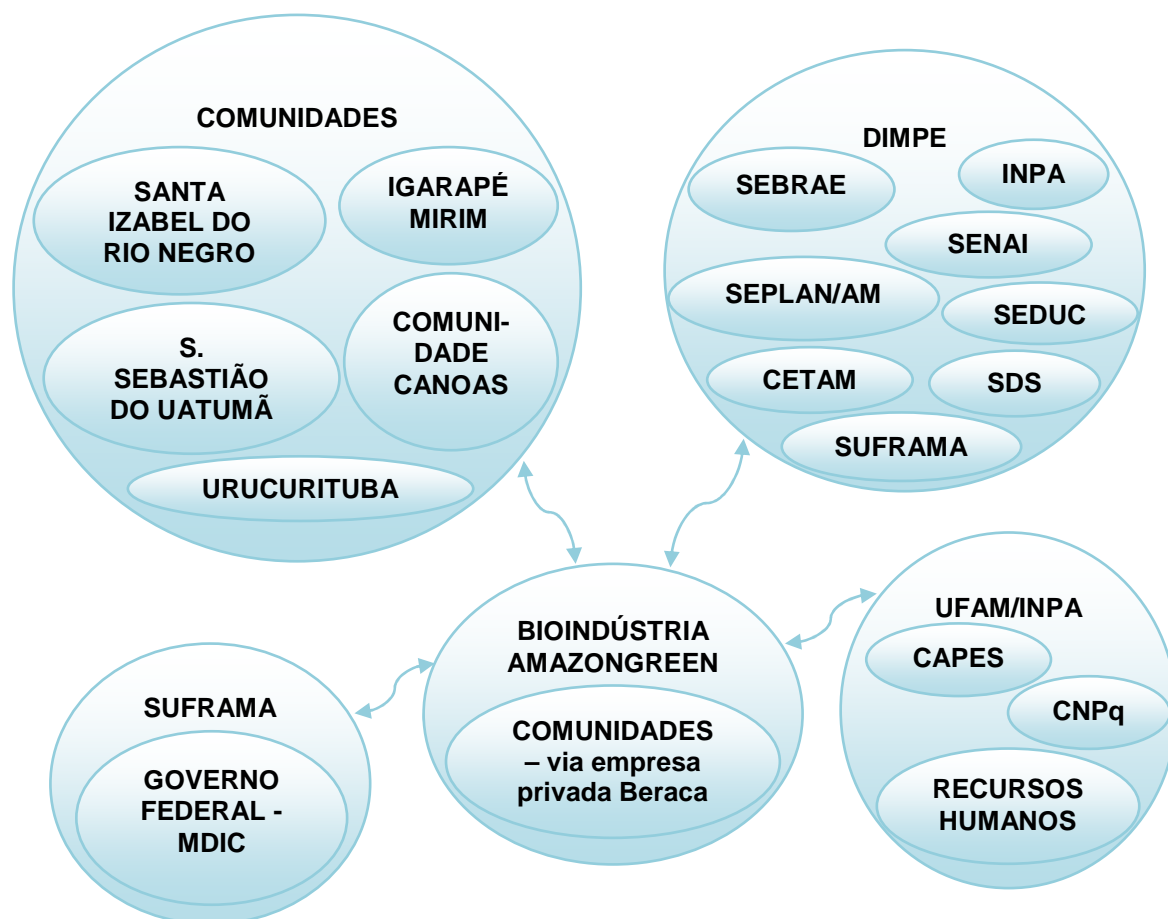 COMUNIDADES
SANTA
IZABEL DO
RIO NEGRO
IGARAPÉ
MIRIM
S.
SEBASTIÃO
DO UATUMÃ
COMUNI-
DADE
CANOAS
URUCURITUBA
DIMPE
SEBRAE
INPA
SENAI
SEPLAN/AM
SEDUC
CETAM
SDS
SUFRAMA
BIOINDÚSTRIA
AMAZONGREEN
COMUNIDADES
– via empresa
privada Beraca
SUFRAMA
GOVERNO
FEDERAL -
MDIC
UFAM/INPA
CAPES
CNPq
RECURSOS
HUMANOS